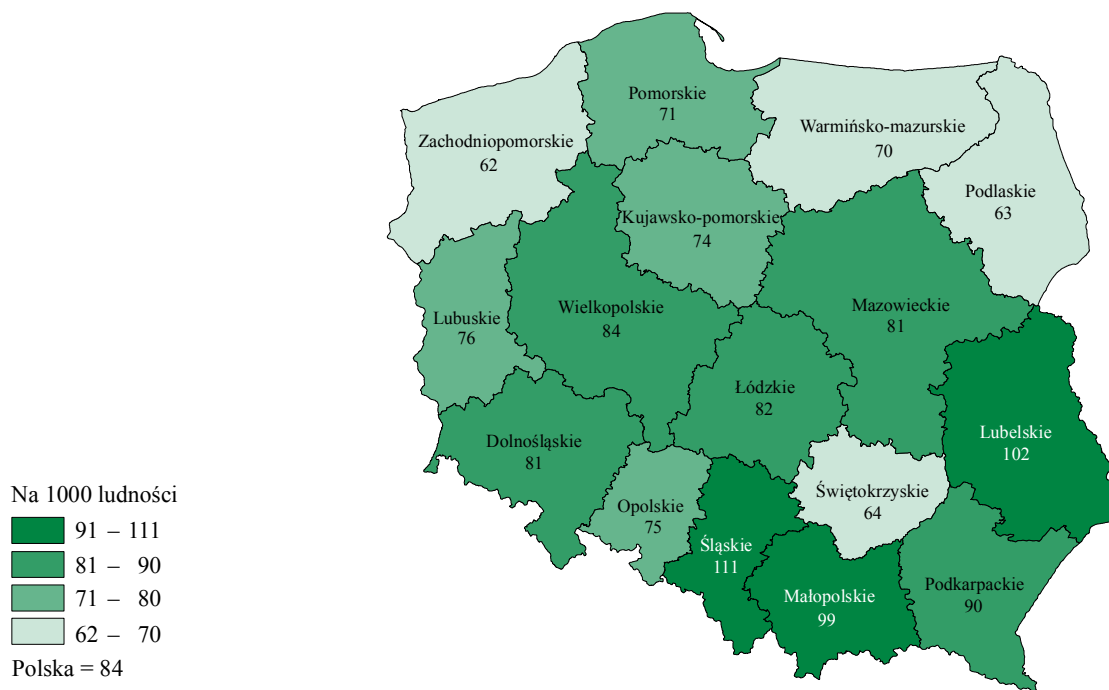 Pomorskie
71
Warmińsko-mazurskie
70
Zachodniopomorskie
62
Podlaskie
63
Kujawsko-pomorskie
74
Wielkopolskie
84
Mazowieckie
81
Lubuskie
76
Łódzkie
82
Lubelskie
102
Dolnośląskie
81
Świętokrzyskie
64
Opolskie
75
Śląskie
111
Podkarpackie
90
Małopolskie
99
Na 1000 ludności
91 – 111
81 – 90
71 – 80
62 – 70
Polska = 84